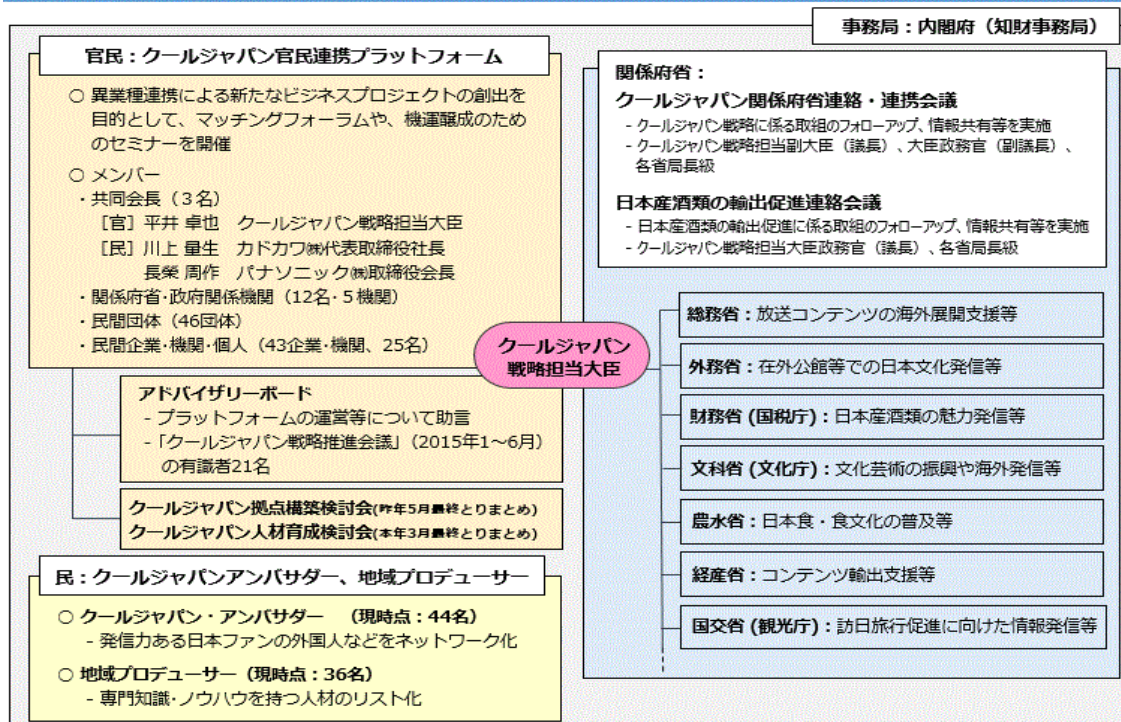 事務局：内閣府（知財事務局）
官民：クールジャパン官民連携プラットフォーム
○ 異業種連携による新たなビジネスプロジェクトの創出を
目的として、マッチングフォーラムや、機運醸成のため
のセミナーを開催
○ メンバー
・共同会長（３名）
［官］平井 卓也　クールジャパン戦略担当大臣
［民］川上 量生　カドカワ㈱代表取締役社長
長榮 周作　パナソニック㈱取締役会長
・関係府省・政府関係機関（12名・５機関）
・民間団体（46団体）
・民間企業・機関・個人（43企業・機関、25名）
アドバイザリーボード
- プラットフォームの運営等について助言
- 「クールジャパン戦略推進会議」（2015年1～6月）
の有識者21名
クールジャパン拠点構築検討会(昨年5月最終とりまとめ)
クールジャパン人材育成検討会(本年3月最終とりまとめ)
民：クールジャパンアンバサダー、地域プロデューサー
○ クールジャパン・アンバサダー　（現時点：44名）
- 発信力ある日本ファンの外国人などをネットワーク化
○ 地域プロデューサー（現時点：36名）
- 専門知識・ノウハウを持つ人材のリスト化
クールジャパン
戦略担当大臣
関係府省：
クールジャパン関係府省連絡・連携会議
- クールジャパン戦略に係る取組のフォローアップ、情報共有等を実施
- クールジャパン戦略担当副大臣（議長）、大臣政務官（副議長）、
各省局長級
日本産酒類の輸出促進連絡会議
- 日本産酒類の輸出促進に係る取組のフォローアップ、情報共有等を実施
- クールジャパン戦略担当大臣政務官（議長）、各省局長級
総務省：放送コンテンツの海外展開支援等
外務省：在外公館等での日本文化発信等
財務省 (国税庁)：日本産酒類の魅力発信等
文科省 (文化庁)：文化芸術の振興や海外発信等
農水省：日本食・食文化の普及等
経産省：コンテンツ輸出支援等
国交省 (観光庁)：訪日旅行促進に向けた情報発信等